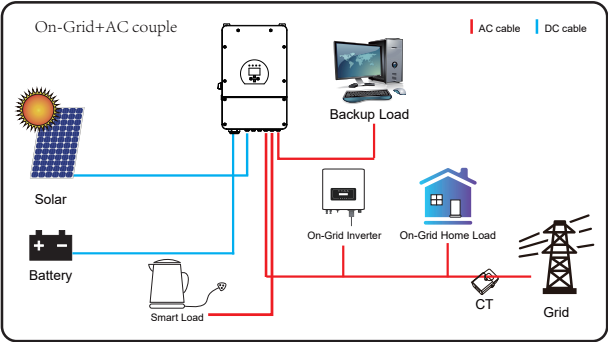 On-Grid+AC couple
AC cable
DC cable
Backup Load
Solar
On-Grid Inverter
On-Grid Home Load
Battery
CT
Grid
Smart Load